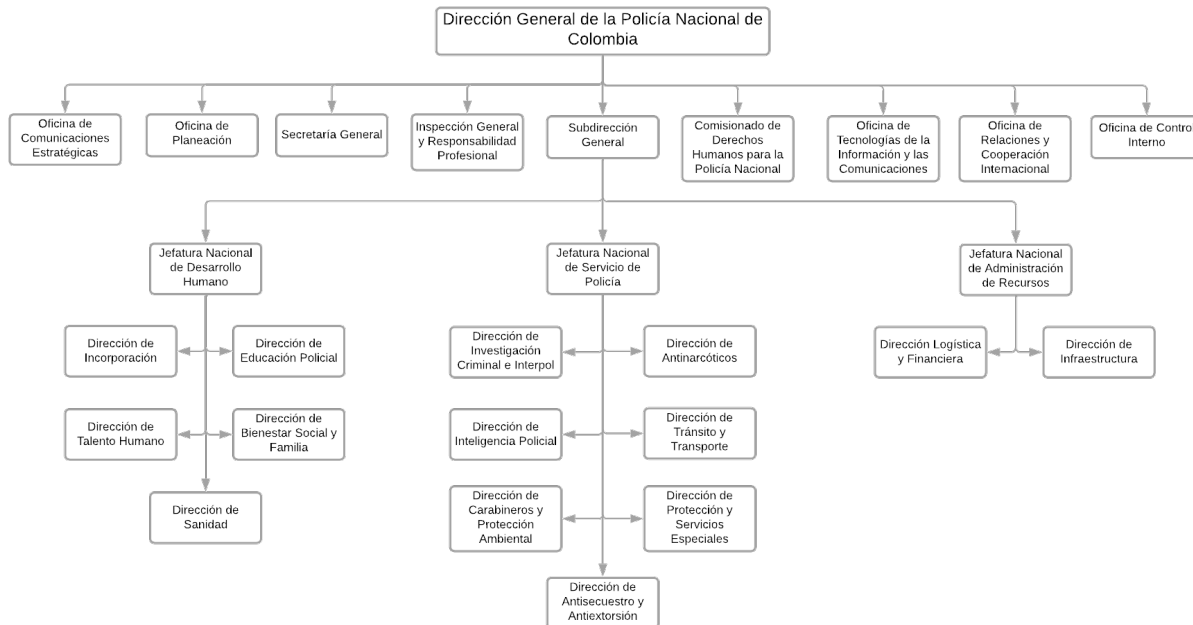 Dirección General de la Policía Nacional de
Colombia
Oficina de
Comunicaciones
Estratégicas
Oficina de
Planeación
Secretaría General
Inspección General
y Responsabilidad
Profesional
Subdirección
General
Comisionado de
Derechos
Humanos para la
Policía Nacional
Oficina de
Tecnologías de la
Información y las
Comunicaciones
Oficina de
Relaciones y
Cooperación
Internacional
Oficina de Control
Interno
Jefatura Nacional
de Desarrollo
Humano
Jefatura Nacional
de Servicio de
Policía
Jefatura Nacional
de Administración
de Recursos
Dirección de
Incorporación
Dirección de
Educación Policial
Dirección de
Investigación
Criminal e Interpol
Dirección de
Antinarcóticos
Dirección Logística
y Financiera
Dirección de
Infraestructura
Dirección de
Talento Humano
Dirección de
Bienestar Social y
Familia
Dirección de
Inteligencia Policial
Dirección de
Tránsito y
Transporte
Dirección de
Sanidad
Dirección de
Carabineros y
Protección
Ambiental
Dirección de
Protección y
Servicios
Especiales
Dirección de
Antisecuestro y
Antiextorsión